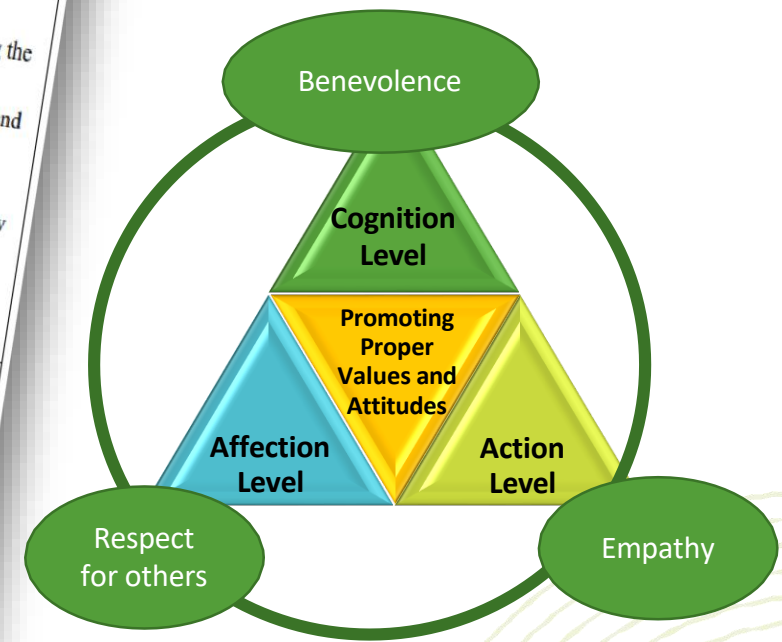 the
nd
Benevolence
Cognition
Level
Promoting
Proper
Values and
Attitudes
Affection
Level
Action
Level
Respect
for others
Empathy